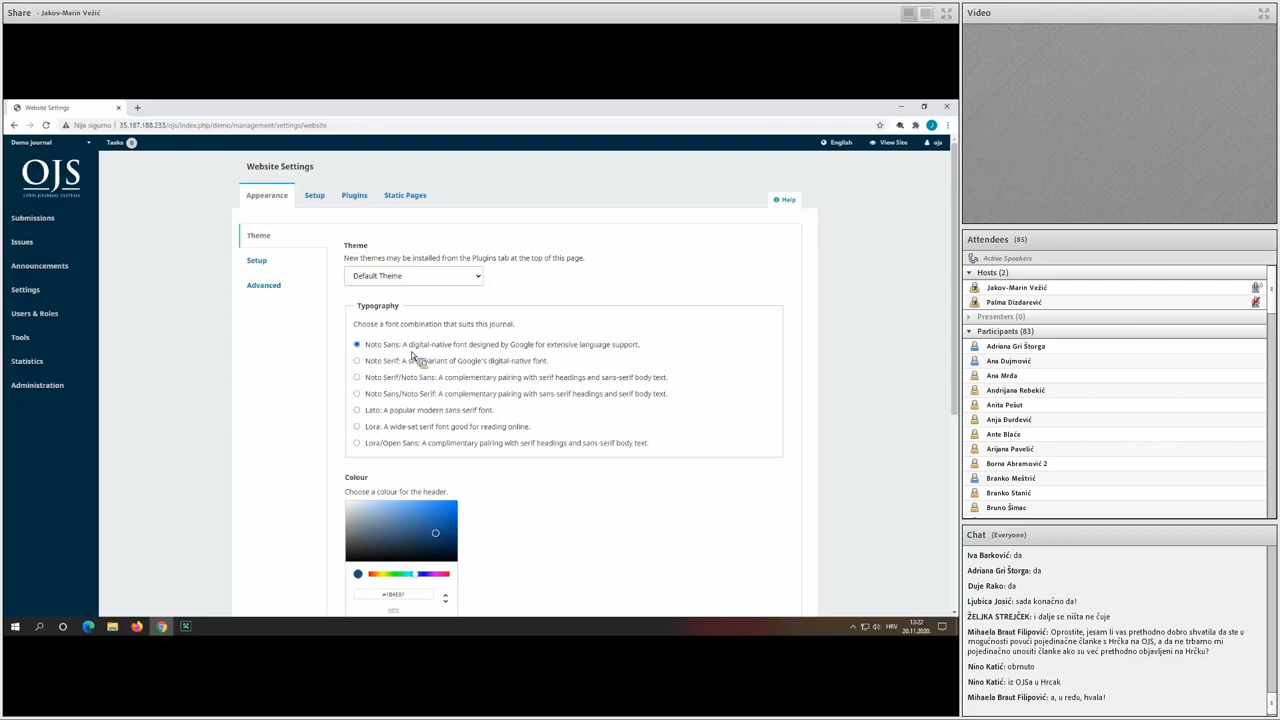 Share - Jakov-Marin Vežić
Website Settings
Nije sigurno 35.187.188.233/ojs/index.php/demo/management/settings/website
J
Demo journal
Tasks 0
English
View Site
ojs
OJS
OPEN JOURNAL SYSTEMS
Submissions
Issues
Announcements
Settings
Users & Roles
Tools
Statistics
Administration
Website Settings
Appearance
Setup
Plugins
Static Pages
Help
Theme
Setup
Advanced
Theme
New themes may be installed from the Plugins tab at the top of this page.
Default Theme
Typography
Choose a font combination that suits this journal.
Noto Sans: A digital-native font designed by Google for extensive language support.
Noto Serif: A variant of Google's digital-native font.
Noto Serif/Noto Sans: A complementary pairing with serif headings and sans-serif body text.
Noto Sans/Noto Serif: A complementary pairing with sans-serif headings and serif body text.
Lato: A popular modern sans-serif font.
Lora: A wide-set serif font good for reading online.
Lora/Open Sans: A complimentary pairing with serif headings and sans-serif body text.
Colour
Choose a colour for the header.
#1B4E81
HEX
HRV
13:22
20.11.2020.
Video
Attendees (85)
Active Speakers
Hosts (2)
Jakov-Marin Vežić
Palma Dizdarević
Presenters (0)
Participants (83)
Adriana Gri Štorga
Ana Dujmović
Ana Mrđa
Andrijana Rebekić
Anita Pešut
Anja Đurđević
Ante Blaće
Arijana Pavelić
Borna Abramović 2
Branko Meštrić
Branko Stanić
Bruno Šimac
Chat (Everyone)
Iva Barković: da
Adriana Gri Štorga: da
Duje Rako: da
Ljubica Josić: sada konačno da!
ŽELJKA STREJČEK: i dalje se ništa ne čuje
Mihaela Braut Filipović: Oprostite, jesam li vas prethodno dobro shvatila da ste u
mogućnosti povući pojedinačne članke s Hrčka na OJS, a da ne trbamo mi
pojedinačno unositi članke ako su već prethodno objavljeni na Hrčku?
Nino Katić: obrnuto
Nino Katić: iz OJSa u Hrcak
Mihaela Braut Filipović: a, u redu, hvala!